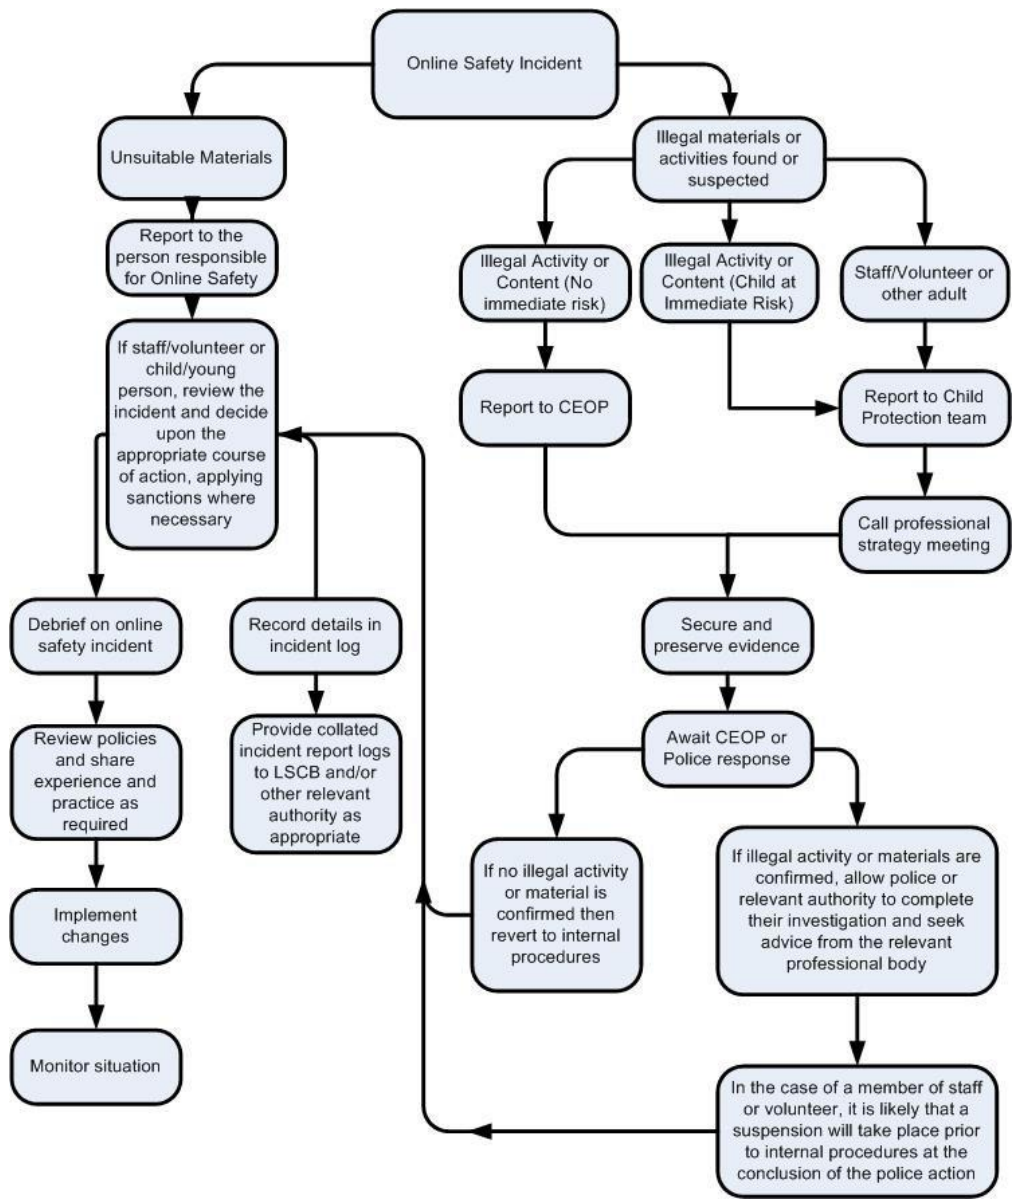 Online Safety Incident
Unsuitable Materials
Report to the
person responsible
for Online Safety
If staff/volunteer or
child/young
person, review the
incident and decide
upon the
appropriate course
of action, applying
sanctions where
necessary
Debrief on online
safety incident
Review policies
and share
experience and
practice as
required
Implement
changes
Monitor situation
Record details in
incident log
Provide collated
incident report logs
to LSCB and/or
other relevant
authority as
appropriate
Illegal materials or
activities found or
suspected
Illegal Activity or
Content (No
immediate risk)
Illegal Activity or
Content (Child at
Immediate Risk)
Staff/Volunteer or
other adult
Report to CEOP
Report to Child
Protection team
Call professional
strategy meeting
Secure and
preserve evidence
Await CEOP or
Police response
If no illegal activity
or material is
confirmed then
revert to internal
procedures
If illegal activity or materials are
confirmed, allow police or
relevant authority to complete
their investigation and seek
advice from the relevant
professional body
In the case of a member of staff
or volunteer, it is likely that a
suspension will take place prior
to internal procedures at the
conclusion of the police action